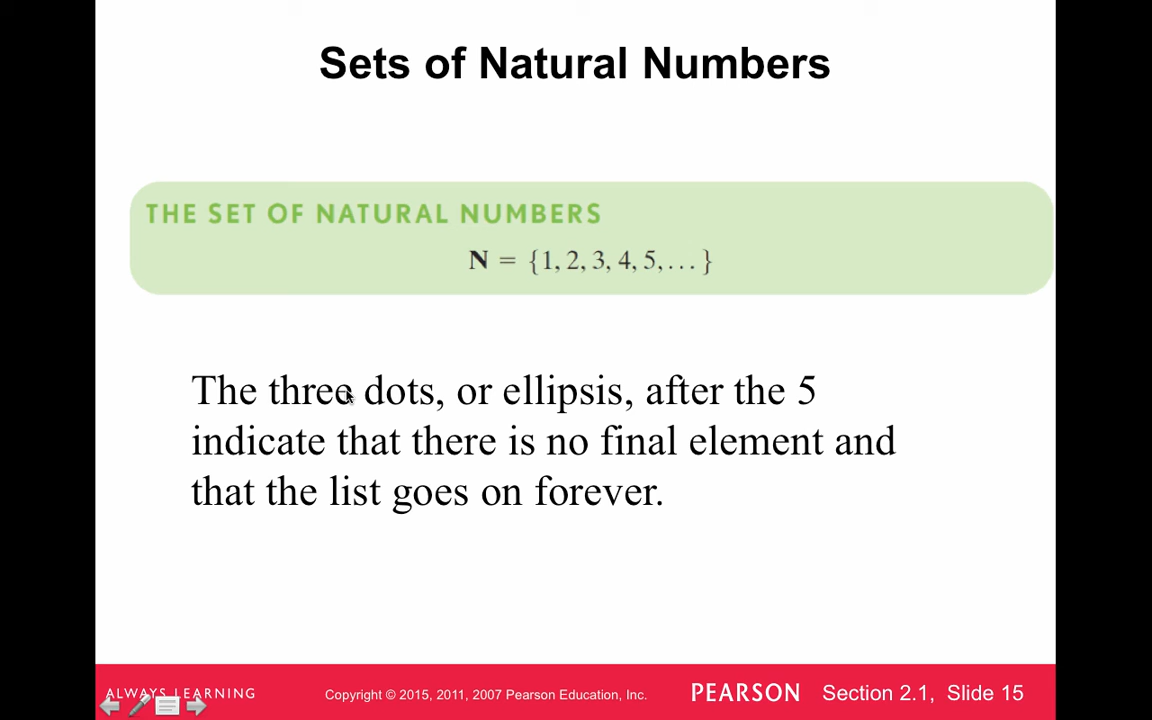 Sets of Natural Numbers
THE SET OF NATURAL NUMBERS
N = {1, 2, 3, 4, 5, . . . }
The three dots, or ellipsis, after the 5
indicate that there is no final element and
that the list goes on forever.
ALWAYS LEARNING Copyright © 2015, 2011, 2007 Pearson Education, Inc. PEARSON Section 2.1, Slide 15